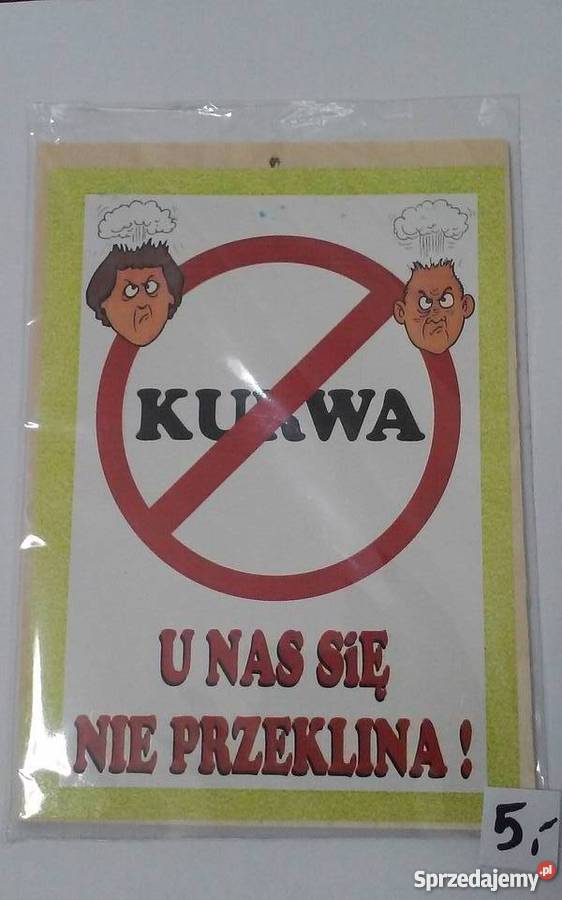 KURWA
U NAS SiĘ
NIE PRZEKLINA !
5,-
Sprzedajemy.pl